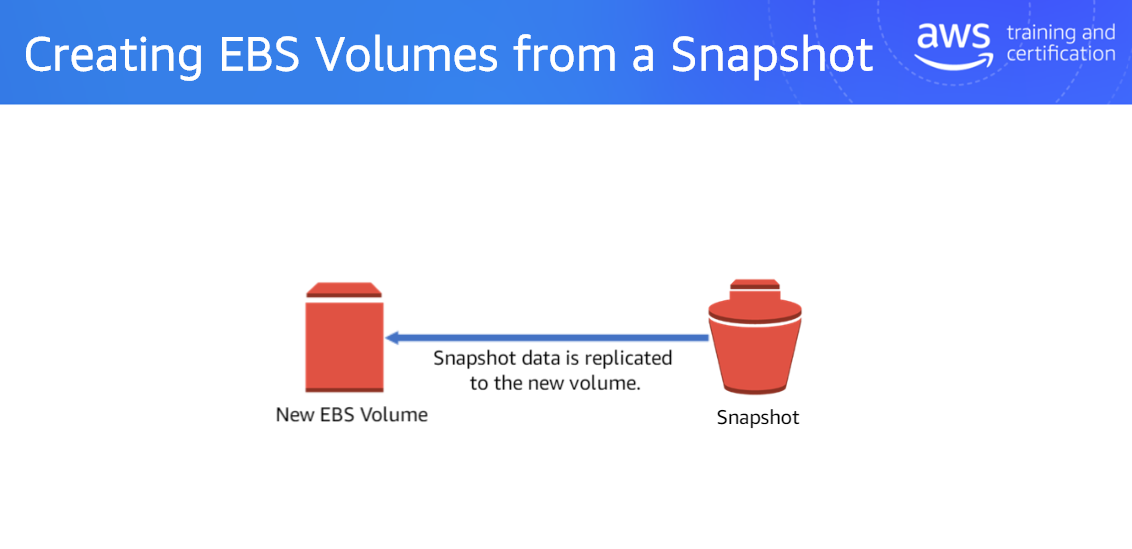 Creating EBS Volumes from a Snapshot
aws
training and
certification
Snapshot data is replicated
to the new volume.
New EBS Volume
Snapshot